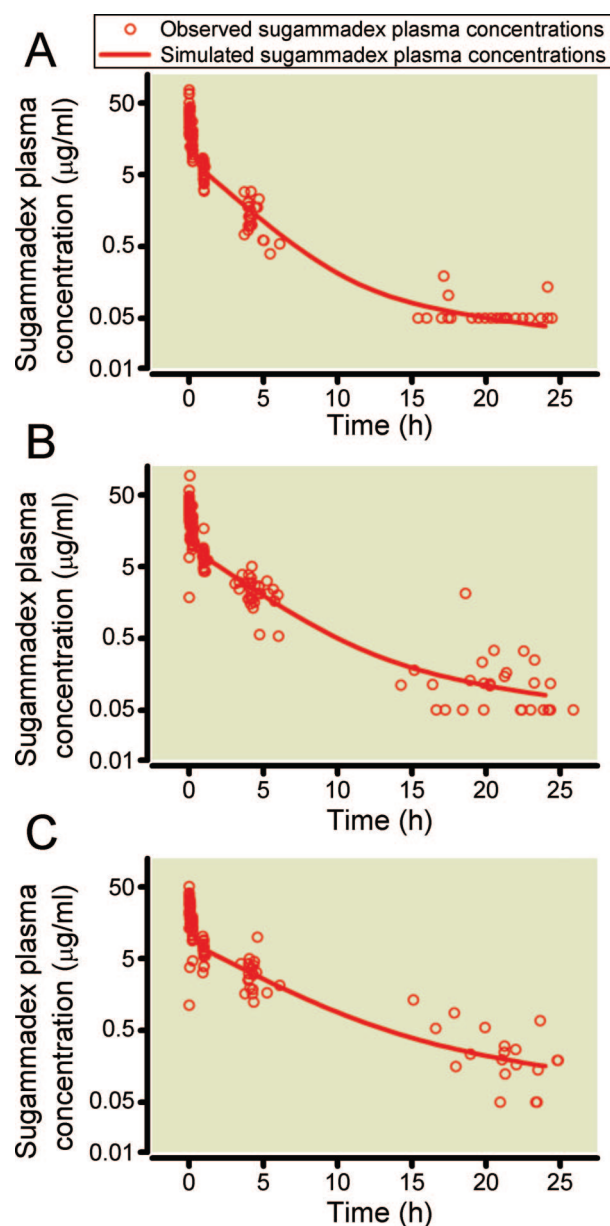 A
Observed sugammadex plasma concentrations
Simulated sugammadex plasma concentrations
Sugammadex plasma
concentration (µg/ml)
50
5
0.5
0.05
0.01
0 5 10 15 20 25
Time (h)
B
Sugammadex plasma
concentration (µg/ml)
50
5
0.5
0.05
0.01
0 5 10 15 20 25
Time (h)
C
Sugammadex plasma
concentration (µg/ml)
50
5
0.5
0.05
0.01
0 5 10 15 20 25
Time (h)